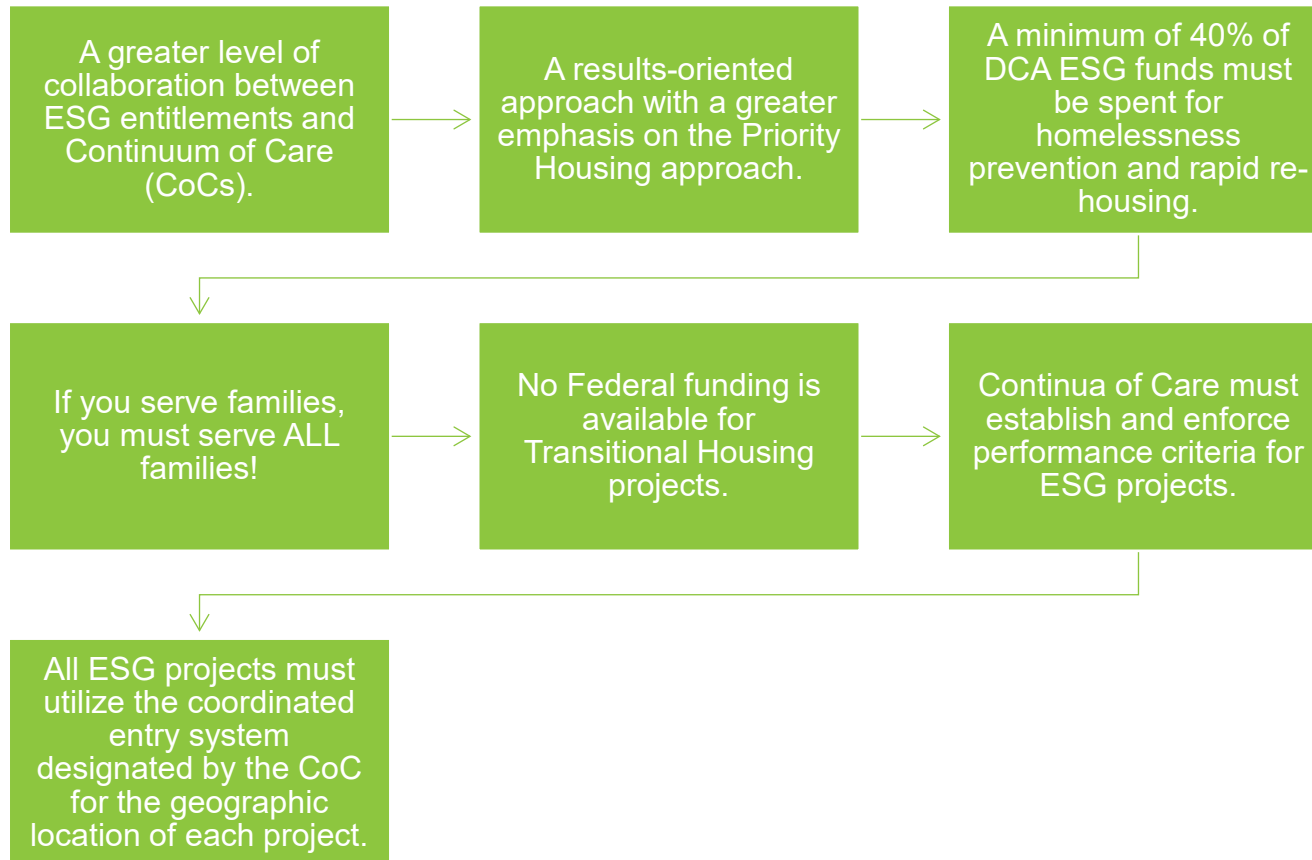 A greater level of
collaboration between
ESG entitlements and
Continuum of Care
(CoCs).
A results-oriented
approach with a greater
emphasis on the Priority
Housing approach.
A minimum of 40% of
DCA ESG funds must
be spent for
homelessness
prevention and rapid re-
housing.
If you serve families,
you must serve ALL
families!
No Federal funding is
available for
Transitional Housing
projects.
Continua of Care must
establish and enforce
performance criteria for
ESG projects.
All ESG projects must
utilize the coordinated
entry system
designated by the CoC
for the geographic
location of each project.